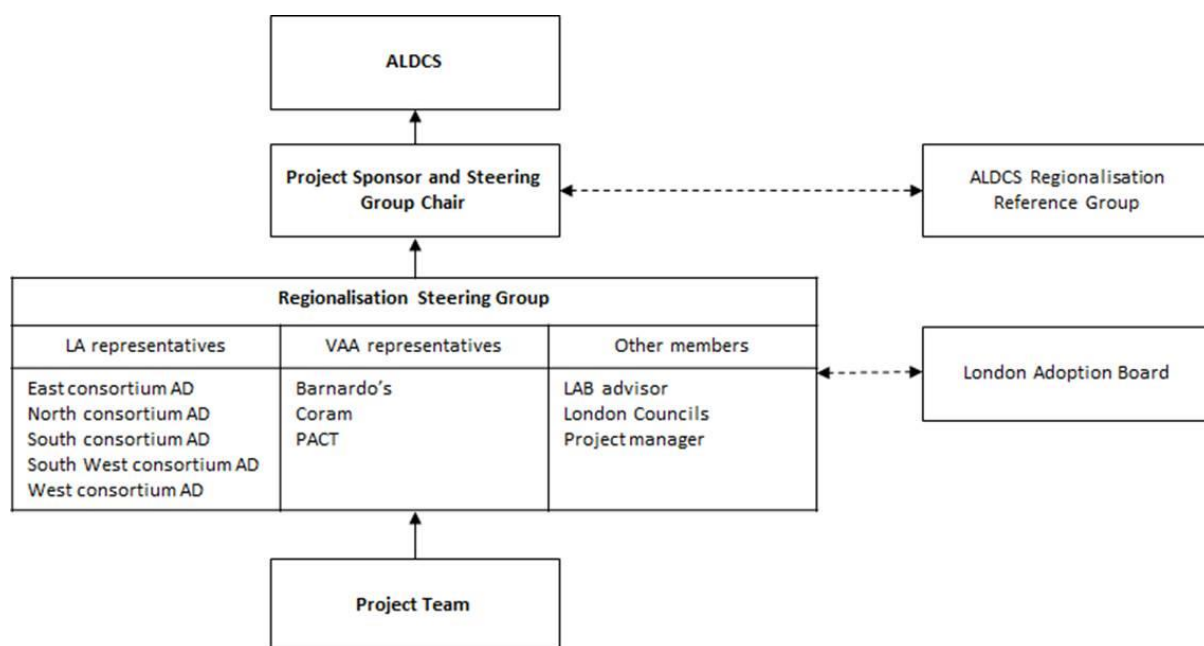 ALDCS
Project Sponsor and Steering
Group Chair
ALDCS Regionalisation
Reference Group
Regionalisation Steering Group
LA representatives
VAA representatives
Other members
East consortium AD
North consortium AD
South consortium AD
South West consortium AD
West consortium AD
Barnardo's
Coram
PACT
LAB advisor
London Councils
Project manager
London Adoption Board
Project Team